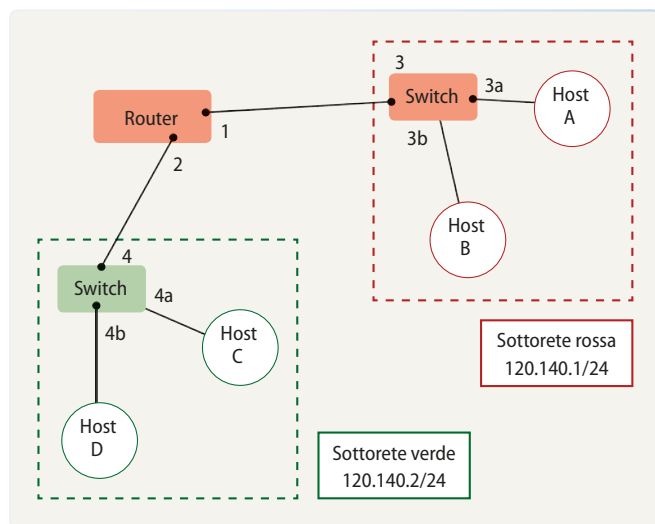 3
Switch
3a
Host
A
Router
1
3b
2
Host
B
4
Switch
4a
4b
Host
C
Sottorete rossa
120.140.1/24
Host
D
Sottorete verde
120.140.2/24